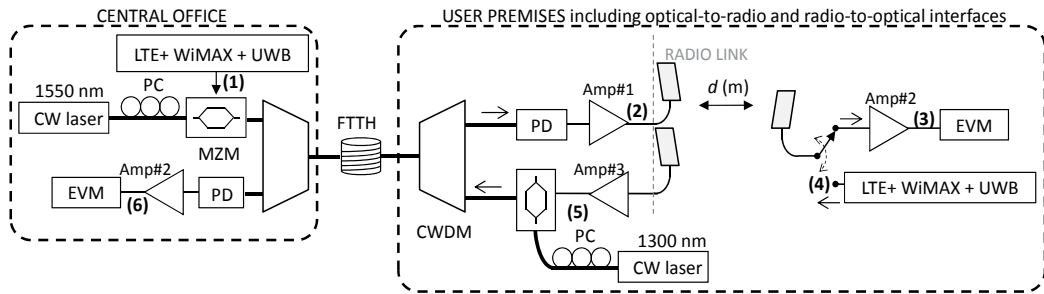 CENTRAL OFFICE
LTE+ WiMAX + UWB
(1)
PC
1550 nm
CW laser
MZM
Amp#2
EVM
(6)
PD
FTTH
USER PREMISES including optical-to-radio and radio-to-optical interfaces
RADIO LINK
Amp#1
(2)
PD
d (m)
Amp#2
(3)
EVM
(4)
LTE+ WiMAX + UWB
Amp#3
(5)
CWDM
PC
1300 nm
CW laser